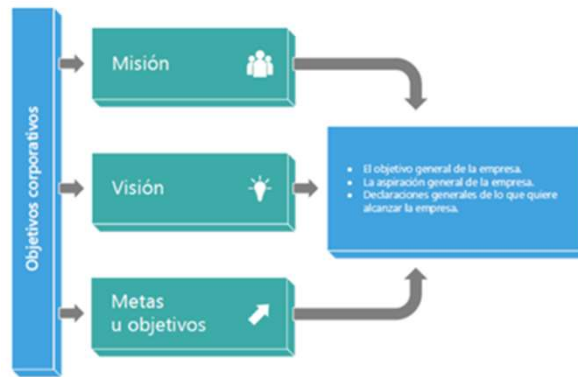 Objetivos corporativos
Misión
Visión
Metas
u objetivos
• El objetivo general de la empresa.
• La aspiración general de la empresa.
• Declaraciones generales de lo que quiere
alcanzar la empresa.